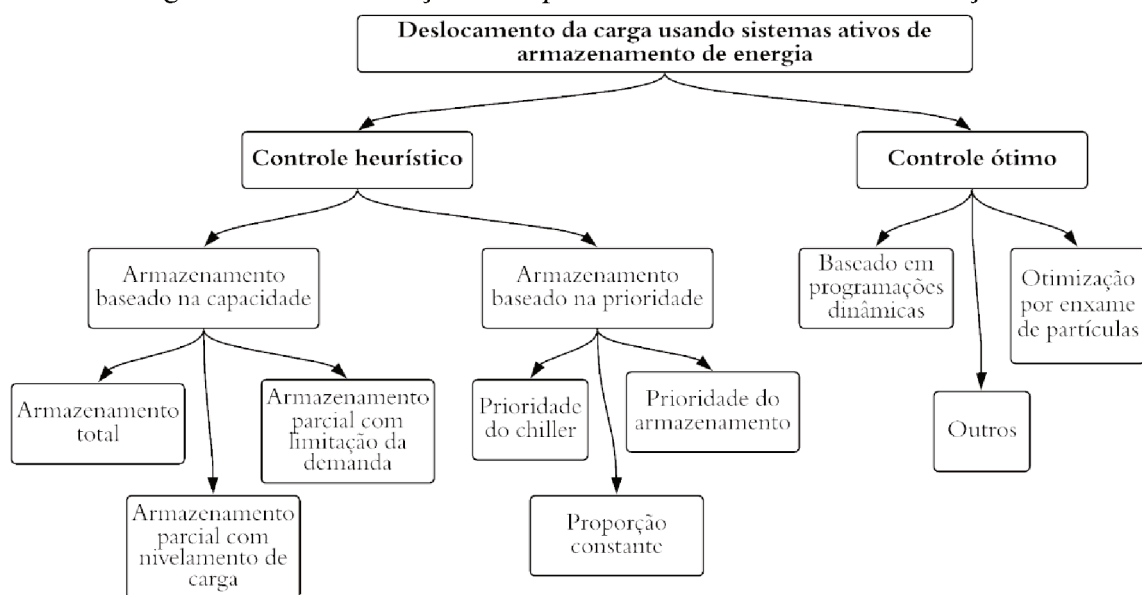 Deslocamento da carga usando sistemas ativos de
armazenamento de energia
Controle heurístico
Controle ótimo
Armazenamento
baseado na capacidade
Armazenamento
baseado na prioridade
Baseado em
programações
dinâmicas
Otimização
por enxame
de partículas
Armazenamento
total
Armazenamento
parcial com
limitação da
demanda
Prioridade
do chiller
Prioridade do
armazenamento
Outros
Armazenamento
parcial com
nivelamento de
carga
Proporção
constante